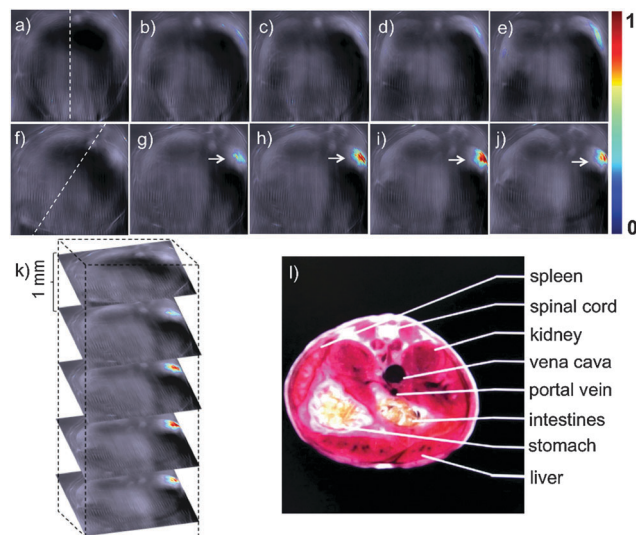 a)
b)
c)
d)
e)
1
f)
g)
h)
i)
j)
0
k)
1 mm
l)
spleen
spinal cord
kidney
vena cava
portal vein
intestines
stomach
liver